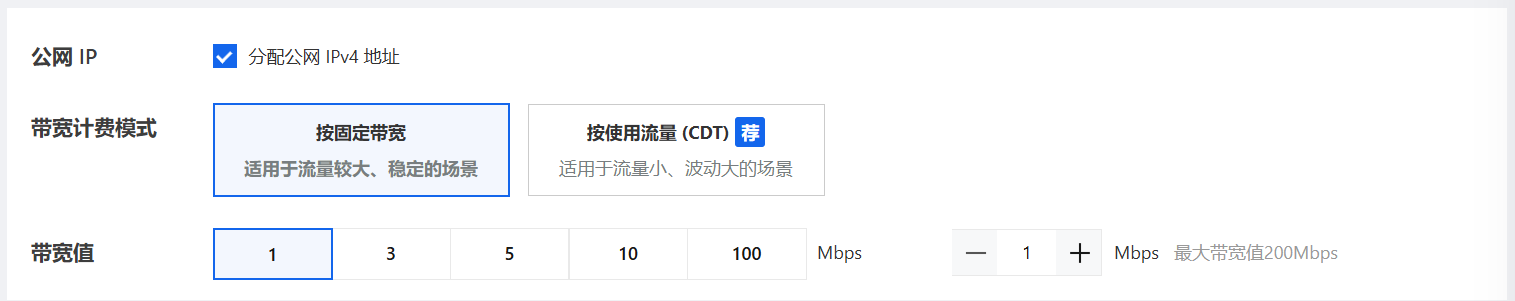 公网 IP 分配公网 IPv4 地址
带宽计费模式 按固定带宽 按使用流量 (CDT) 荐
适用于流量较大、稳定的场景 适用于流量小、波动大的场景
带宽值 1 3 5 10 100 Mbps 1 Mbps 最大带宽值200Mbps